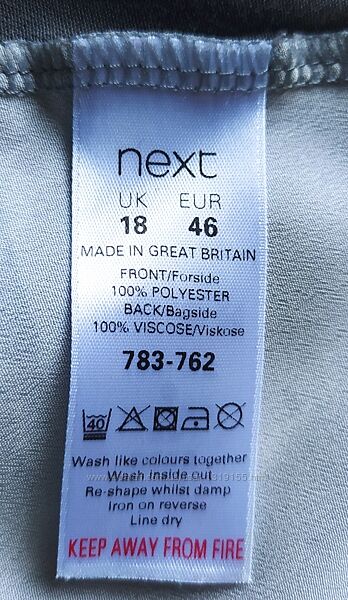 next
UK EUR
18 46
MADE IN GREAT BRITAIN
FRONT/Forside
100% POLYESTER
BACK/Bagside
100% VISCOSE/Viskose
783-762
40
Wash like colours together
Wash inside out
Re-shape whilst damp
Iron on reverse
Line dry
KEEP AWAY FROM FIRE